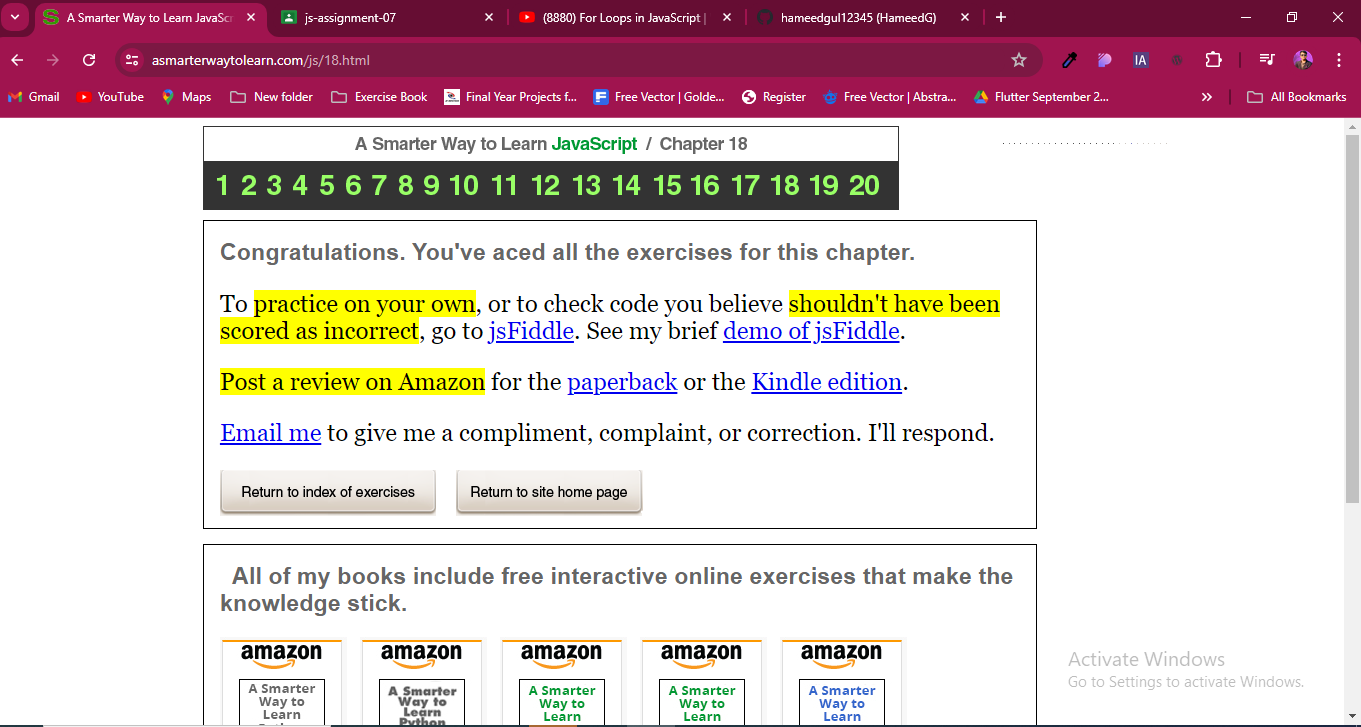 A Smarter Way to Learn JavaScr
js-assignment-07
(8880) For Loops in JavaScript |
hameedgul12345 (HameedG)
asmarterwaytolearn.com/js/18.html
IA
Gmail
YouTube
Maps
New folder
Exercise Book
Final Year Projects f...
Free Vector | Golde...
Register
Free Vector | Abstra...
Flutter September 2...
All Bookmarks
A Smarter Way to Learn JavaScript / Chapter 18
1 2 3 4 5 6 7 8 9 10 11 12 13 14 15 16 17 18 19 20
Congratulations. You've aced all the exercises for this chapter.
To practice on your own, or to check code you believe shouldn't have been
scored as incorrect, go to jsFiddle. See my brief demo of jsFiddle.
Post a review on Amazon for the paperback or the Kindle edition.
Email me to give me a compliment, complaint, or correction. I'll respond.
Return to index of exercises
Return to site home page
All of my books include free interactive online exercises that make the
knowledge stick.
amazon
A Smarter
Way to
Learn
amazon
A Smarter
Way to
Learn
Python
amazon
A Smarter
Way to
Learn
amazon
A Smarter
Way to
Learn
amazon
A Smarter
Way to
Learn
Activate Windows
Go to Settings to activate Windows.